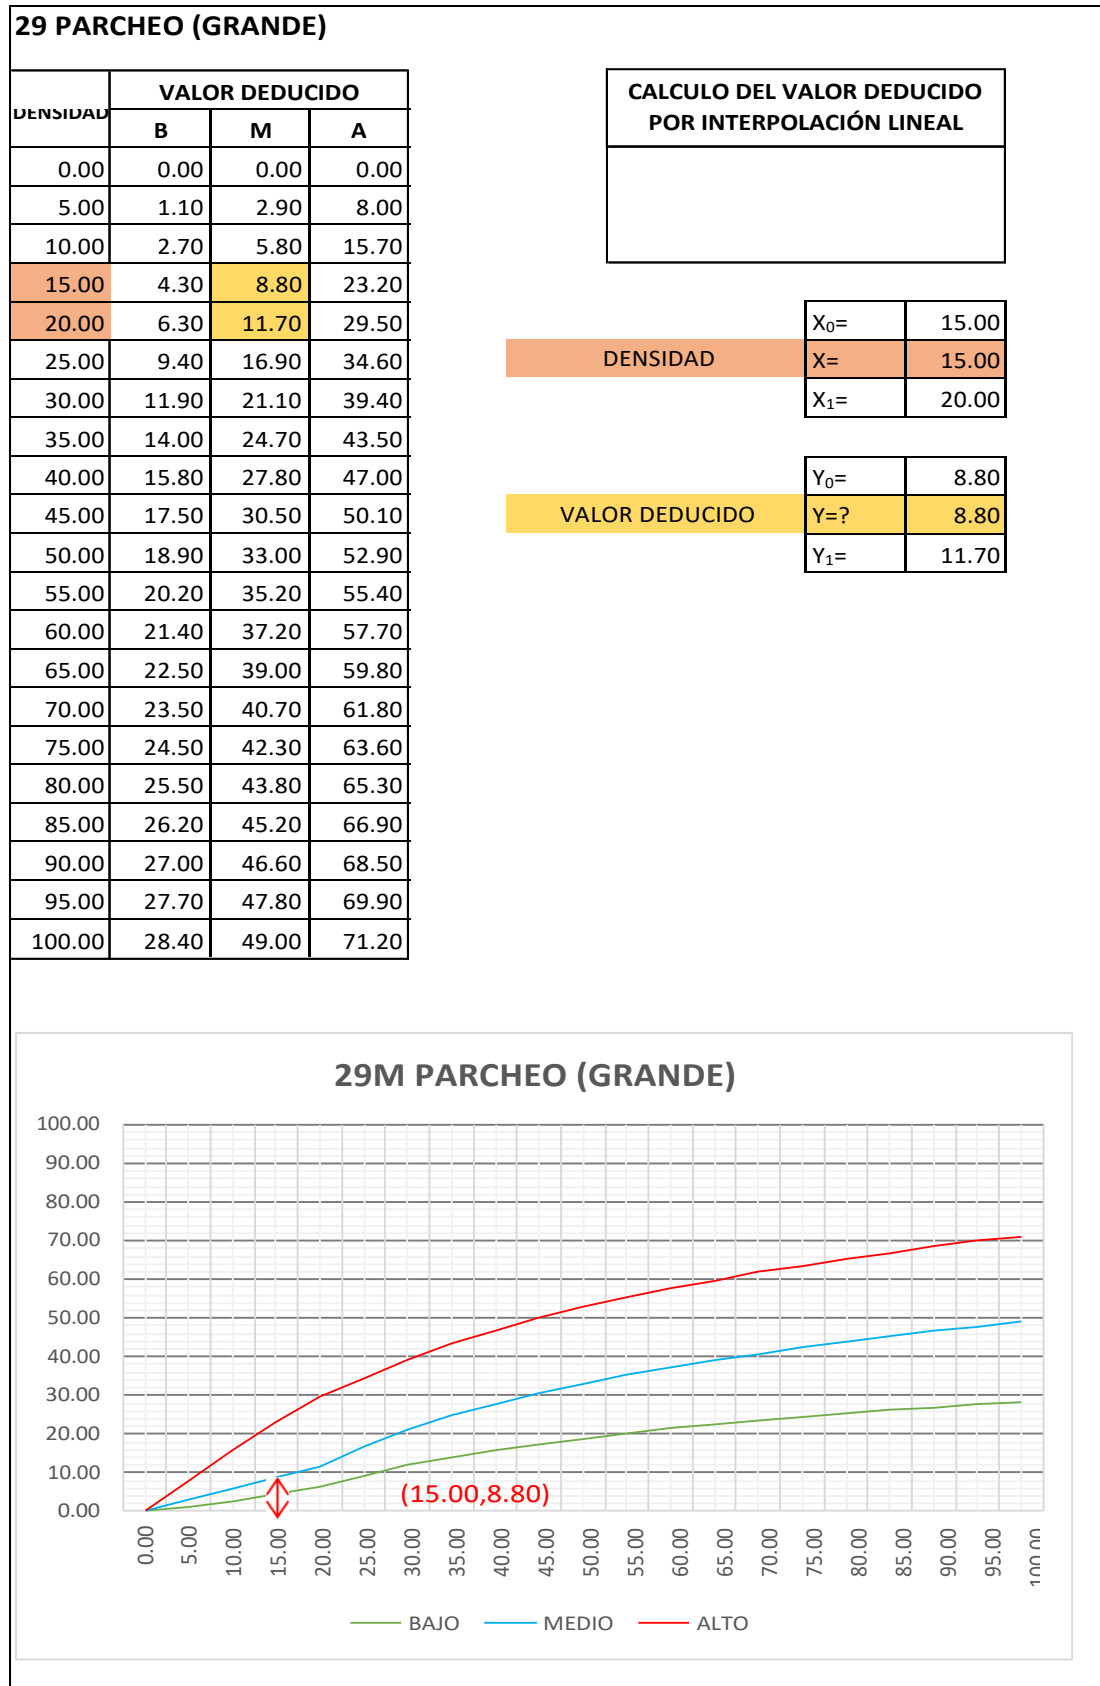 29 PARCHEO (GRANDE)
DENSIDAD VALOR DEDUCIDO
B M A
0.00 0.00 0.00 0.00
5.00 1.10 2.90 8.00
10.00 2.70 5.80 15.70
15.00 4.30 8.80 23.20
20.00 6.30 11.70 29.50
25.00 9.40 16.90 34.60
30.00 11.90 21.10 39.40
35.00 14.00 24.70 43.50
40.00 15.80 27.80 47.00
45.00 17.50 30.50 50.10
50.00 18.90 33.00 52.90
55.00 20.20 35.20 55.40
60.00 21.40 37.20 57.70
65.00 22.50 39.00 59.80
70.00 23.50 40.70 61.80
75.00 24.50 42.30 63.60
80.00 25.50 43.80 65.30
85.00 26.20 45.20 66.90
90.00 27.00 46.60 68.50
95.00 27.70 47.80 69.90
100.00 28.40 49.00 71.20
CALCULO DEL VALOR DEDUCIDO
POR INTERPOLACIÓN LINEAL
X₀= 15.00
DENSIDAD X= 15.00
X₁= 20.00
Y₀= 8.80
VALOR DEDUCIDO Y=? 8.80
Y₁= 11.70
29M PARCHEO (GRANDE)
100.00
90.00
80.00
70.00
60.00
50.00
40.00
30.00
20.00
10.00
0.00
(15.00,8.80)
0.00 5.00 10.00 15.00 20.00 25.00 30.00 35.00 40.00 45.00 50.00 55.00 60.00 65.00 70.00 75.00 80.00 85.00 90.00 95.00 100.00
BAJO MEDIO ALTO